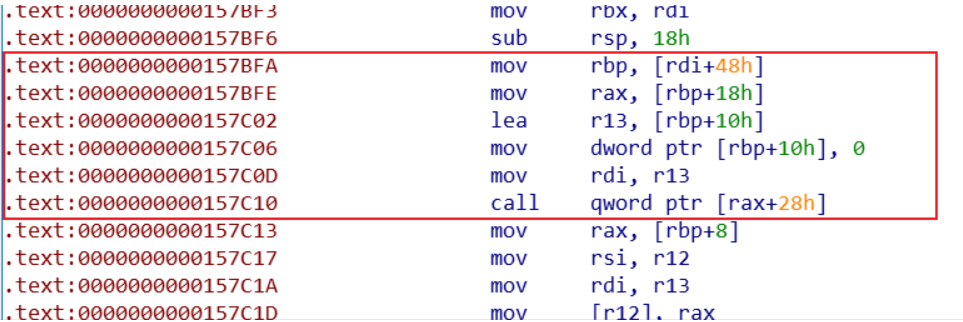 .text:0000000000157BF3 mov rbx, rdi
.text:0000000000157BF6 sub rsp, 18h
.text:0000000000157BFA mov rbp, [rdi+48h]
.text:0000000000157BFE mov rax, [rbp+18h]
.text:0000000000157C02 lea r13, [rbp+10h]
.text:0000000000157C06 mov dword ptr [rbp+10h], 0
.text:0000000000157C0D mov rdi, r13
.text:0000000000157C10 call qword ptr [rax+28h]
.text:0000000000157C13 mov rax, [rbp+8]
.text:0000000000157C17 mov rsi, r12
.text:0000000000157C1A mov rdi, r13
.text:0000000000157C1D mov [r12], rax